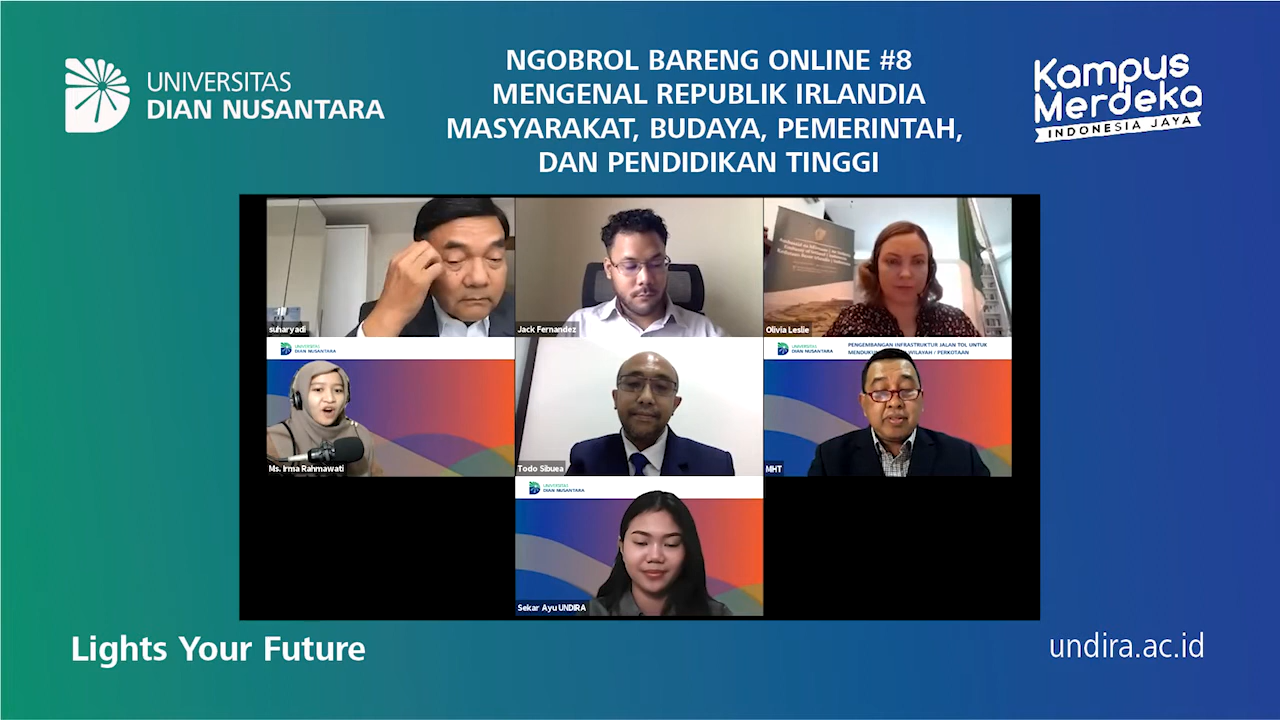 UNIVERSITAS
DIAN NUSANTARA
NGOBROL BARENG ONLINE #8
MENGENAL REPUBLIK IRLANDIA
MASYARAKAT, BUDAYA, PEMERINTAH,
DAN PENDIDIKAN TINGGI
Kampus
Merdeka
INDONESIA JAYA
suharyadi
Jack Fernandez
Olivia Leslie
UNIVERSITAS
DIAN NUSANTARA
Ms. Irma Rahmawati
Todo Sibuea
UNIVERSITAS
DIAN NUSANTARA
PENGEMBANGAN INFRASTRUKTUR JALAN TOL UNTUK
WILAYAH / PERKOTAAN
MHT
UNIVERSITAS
DIAN NUSANTARA
Sekar Ayu UNDIRA
Lights Your Future
undira.ac.id